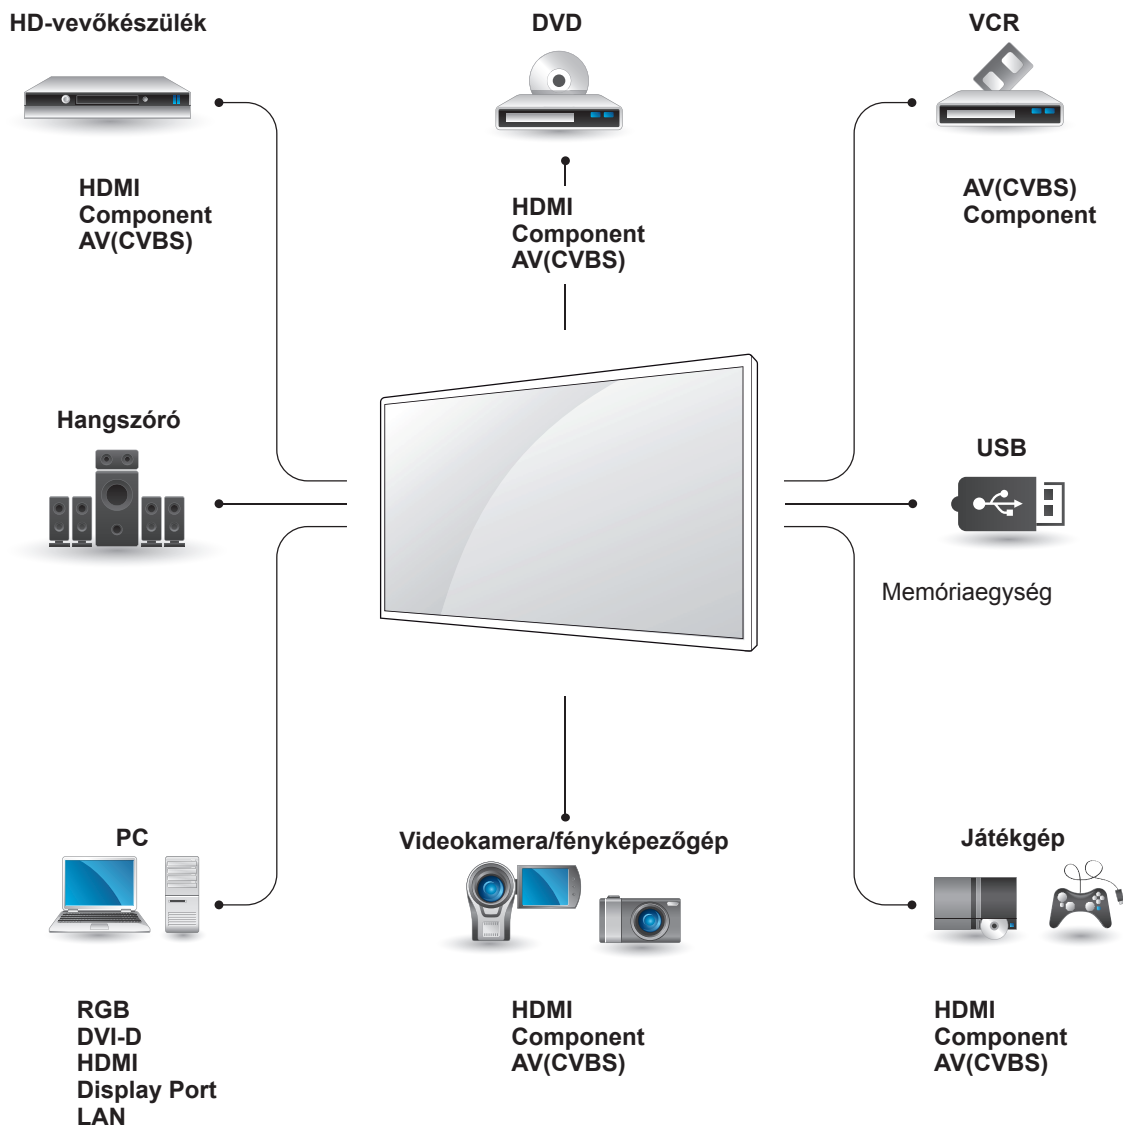 HD-vevőkészülék
HDMI
Component
AV(CVBS)
DVD
HDMI
Component
AV(CVBS)
VCR
AV(CVBS)
Component
Hangszóró
USB
Memóriaegység
PC
RGB
DVI-D
HDMI
Display Port
LAN
Videokamera/fényképezőgép
HDMI
Component
AV(CVBS)
Játékgép
HDMI
Component
AV(CVBS)